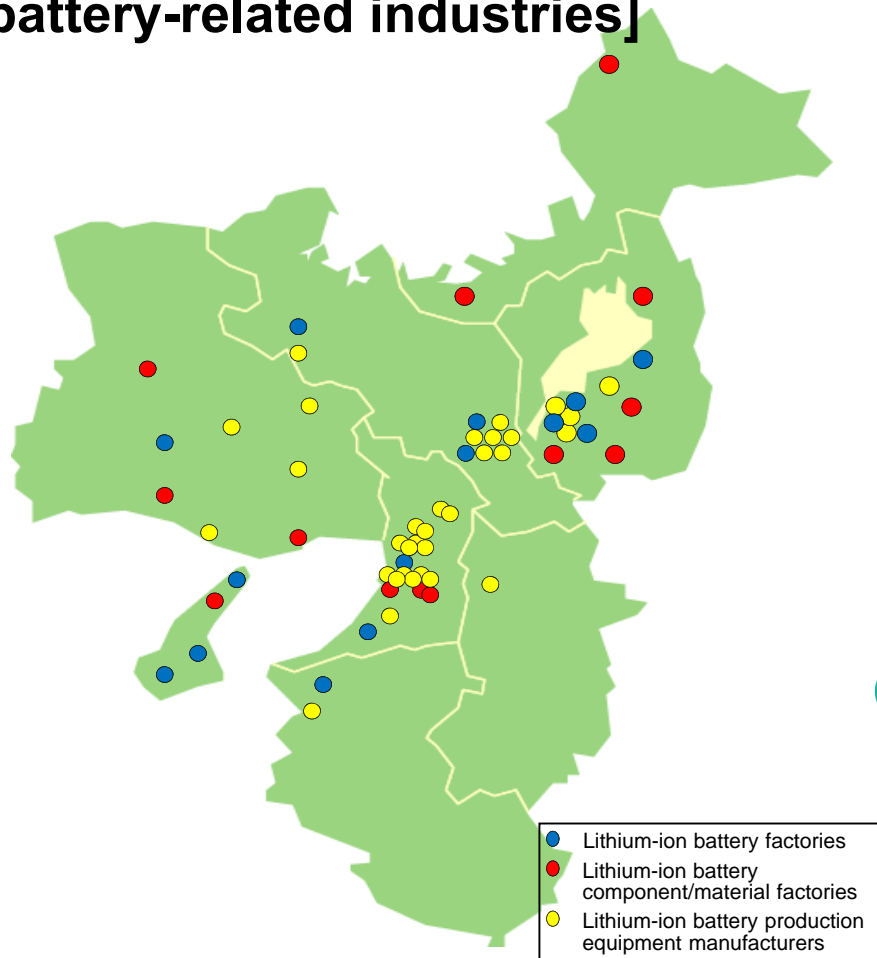 battery-related industries]
Lithium-ion battery factories
Lithium-ion battery
component/material factories
Lithium-ion battery production
equipment manufacturers